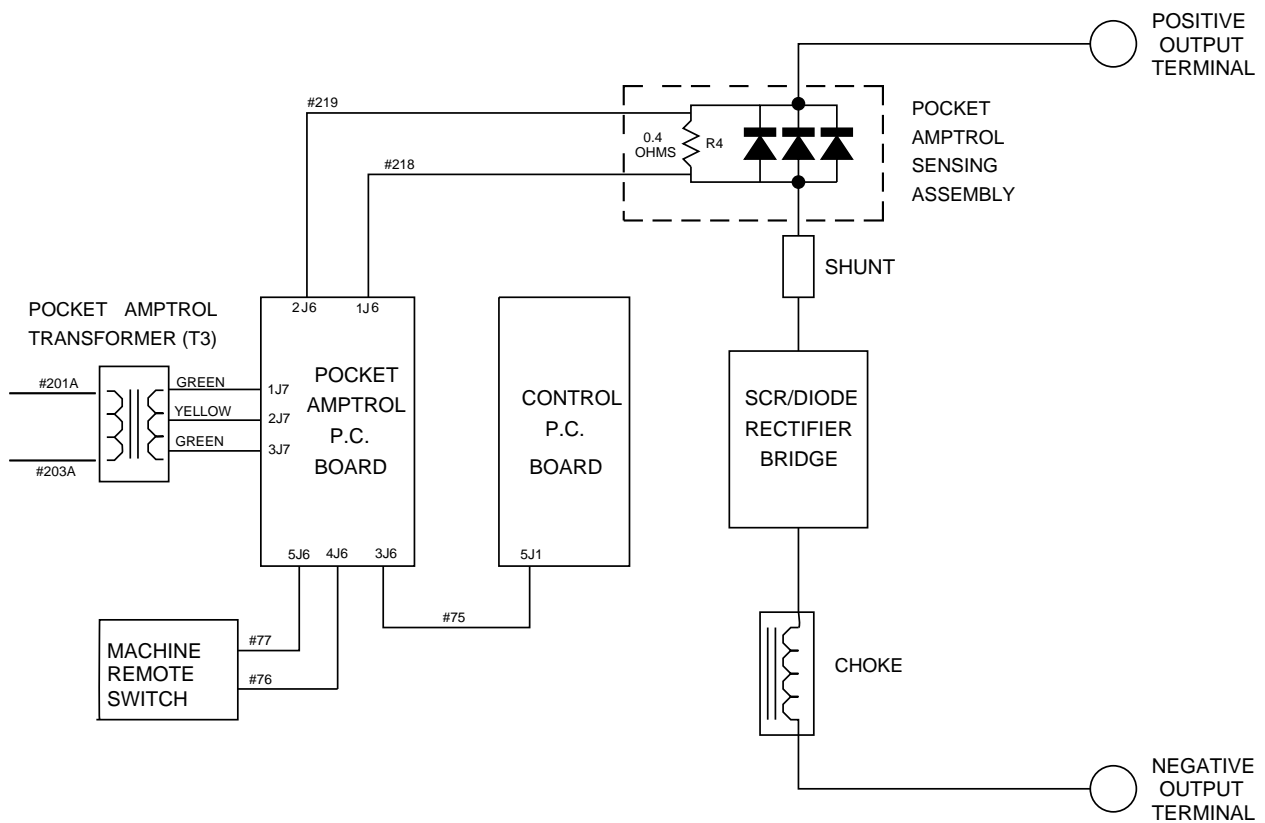 POSITIVE
OUTPUT
TERMINAL
#219
0.4
OHMS
R4
POCKET
AMPTROL
SENSING
ASSEMBLY
#218
SHUNT
POCKET AMPTROL
TRANSFORMER (T3)
2J6
1J6
#201A
GREEN
1J7
YELLOW
2J7
GREEN
3J7
#203A
POCKET
AMPTROL
P.C.
BOARD
CONTROL
P.C.
BOARD
SCR/DIODE
RECTIFIER
BRIDGE
5J6
4J6
3J6
5J1
#75
#77
#76
MACHINE
REMOTE
SWITCH
CHOKE
NEGATIVE
OUTPUT
TERMINAL